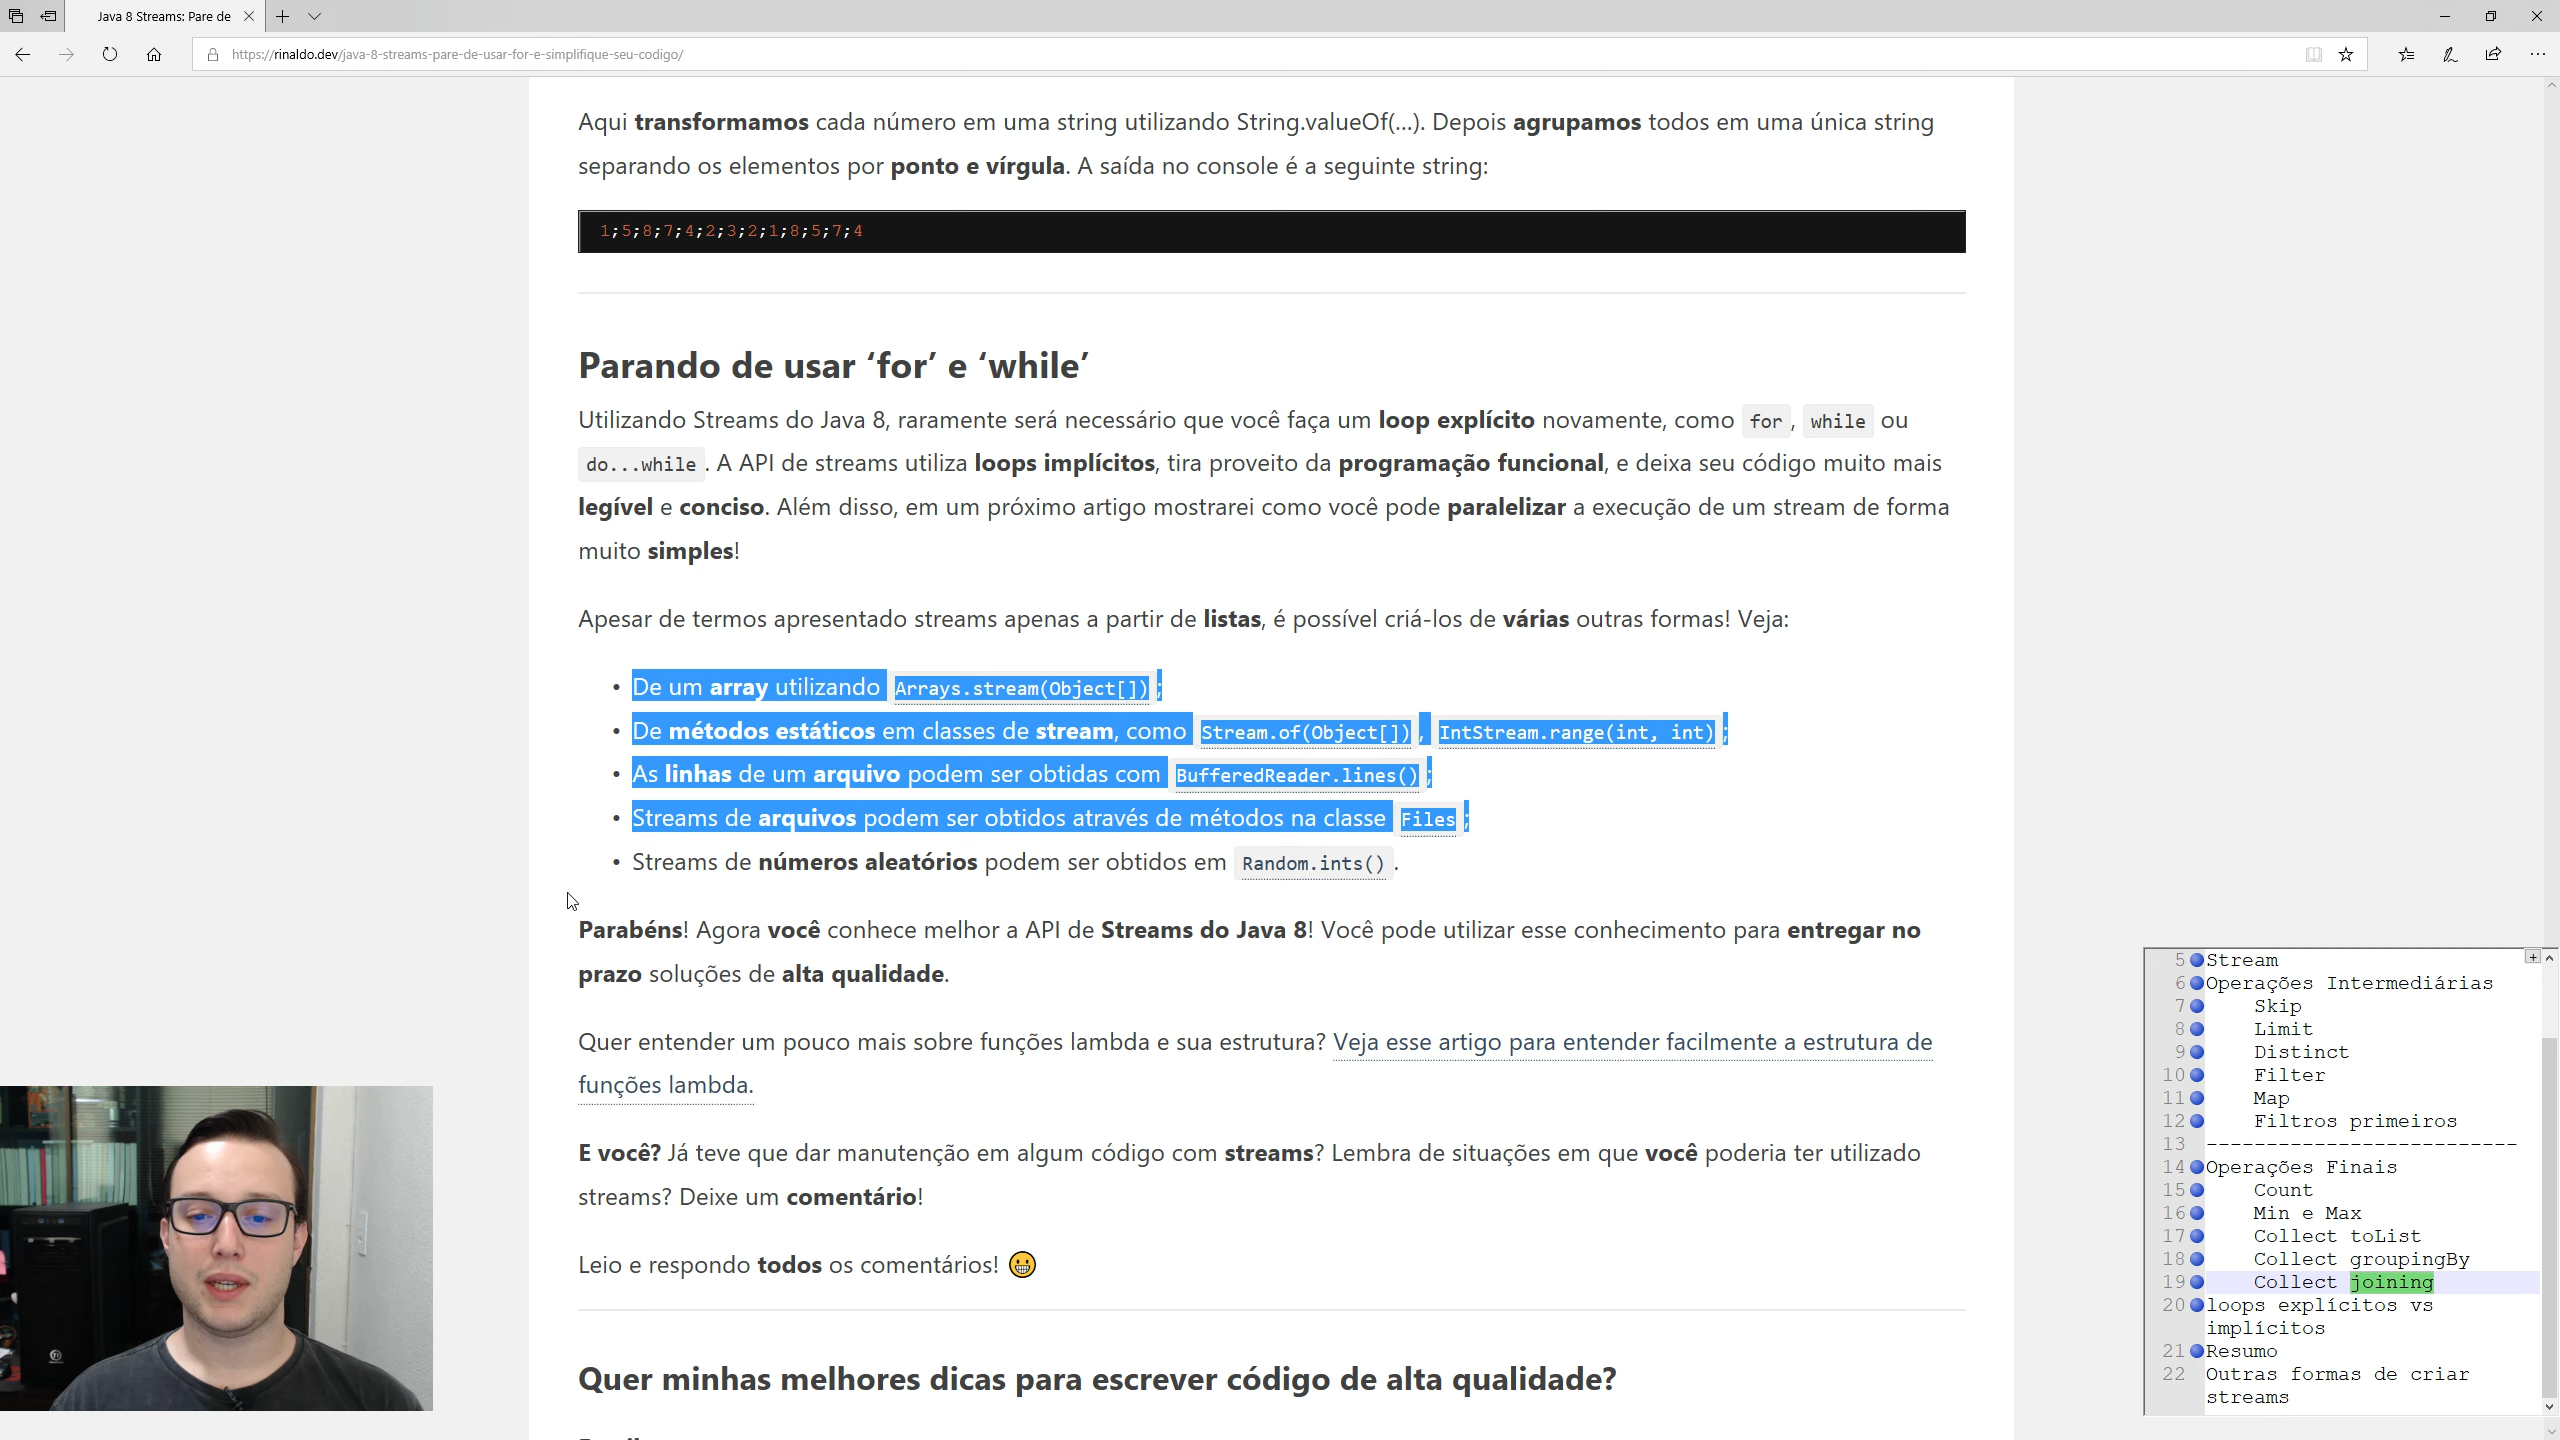 Java 8 Streams: Pare de
https://rinaldo.dev/java-8-streams-pare-de-usar-for-e-simplifique-seu-codigo/
Aqui transformamos cada número em uma string utilizando String.valueOf(...). Depois agrupamos todos em uma única string
separando os elementos por ponto e vírgula. A saída no console é a seguinte string:
1;5;8;7;4;2;3;2;1;8;5;7;4
Parando de usar ‘for’ e ‘while’
Utilizando Streams do Java 8, raramente será necessário que você faça um loop explícito novamente, como for, while ou
do...while. A API de streams utiliza loops implícitos, tira proveito da programação funcional, e deixa seu código muito mais
legível e conciso. Além disso, em um próximo artigo mostrarei como você pode paralelizar a execução de um stream de forma
muito simples!
Apesar de termos apresentado streams apenas a partir de listas, é possível criá-los de várias outras formas! Veja:
• De um array utilizando Arrays.stream(Object[]);
• De métodos estáticos em classes de stream, como Stream.of(Object[]), IntStream.range(int, int);
• As linhas de um arquivo podem ser obtidas com BufferedReader.lines();
• Streams de arquivos podem ser obtidos através de métodos na classe Files;
• Streams de números aleatórios podem ser obtidos em Random.ints().
Parabéns! Agora você conhece melhor a API de Streams do Java 8! Você pode utilizar esse conhecimento para entregar no
prazo soluções de alta qualidade.
Quer entender um pouco mais sobre funções lambda e sua estrutura? Veja esse artigo para entender facilmente a estrutura de
funções lambda.
E você? Já teve que dar manutenção em algum código com streams? Lembra de situações em que você poderia ter utilizado
streams? Deixe um comentário!
Leio e respondo todos os comentários! 😀
Quer minhas melhores dicas para escrever código de alta qualidade?
5 Stream
6 Operações Intermediárias
7 Skip
8 Limit
9 Distinct
10 Filter
11 Map
12 Filtros primeiros
13 --------------------------
14 Operações Finais
15 Count
16 Min e Max
17 Collect toList
18 Collect groupingBy
19 Collect joining
20 loops explícitos vs
implícitos
21 Resumo
22 Outras formas de criar
streams